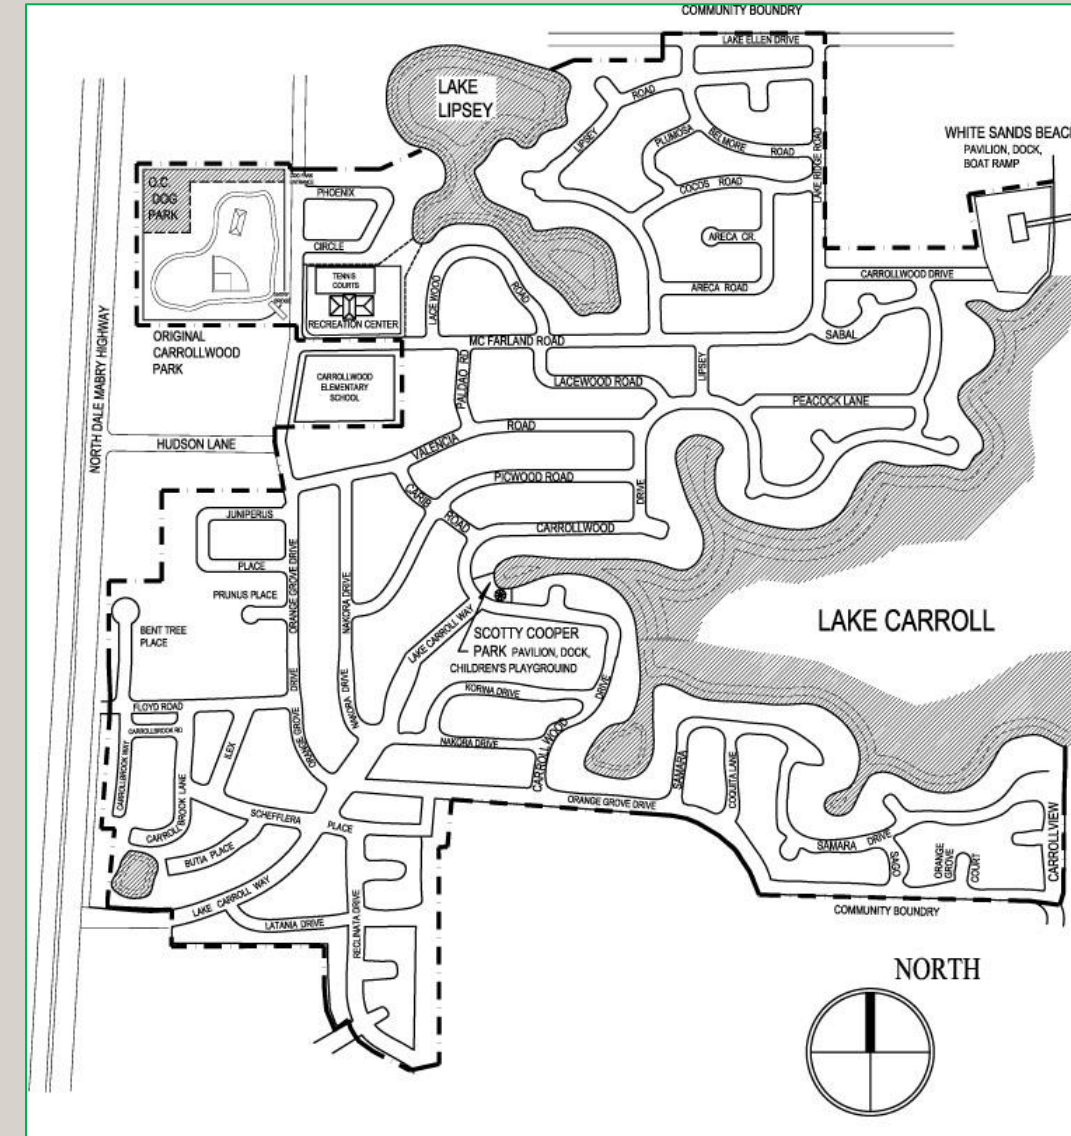 COMMUNITY BOUNDRY
LAKE ELLEN DRIVE
LAKE
LIPSEY
ROAD
LIPSEY
PLUMOSA
BELMORE
ROAD
LAKE RIDGE ROAD
COCOS ROAD
WHITE SANDS BEACH
PAVILION, DOCK,
BOAT RAMP
O.C.
DOG
PARK
PHOENIX
CIRCLE
ARECA CR.
ARECA ROAD
CARROLLWOOD DRIVE
TENNIS
COURTS
RECREATION CENTER
LACE WOOD
ROAD
SABAL
ORIGINAL
CARROLLWOOD
PARK
MC FARLAND ROAD
LIPSEY
PALDAO RD
LACEWOOD ROAD
CARROLLWOOD
ELEMENTARY
SCHOOL
PEACOCK LANE
NORTH DALE MABRY HIGHWAY
HUDSON LANE
VALENCIA
ROAD
PICWOOD ROAD
DRIVE
CARIB
ROAD
CARROLLWOOD
JUNIPERUS
PLACE
ORANGE GROVE DRIVE
NAKORA DRIVE
PRUNUS PLACE
BENT TREE
PLACE
LAKE CARROLL WAY
SCOTTY COOPER
PARK PAVILION, DOCK,
CHILDREN'S PLAYGROUIND
LAKE CARROLL
KORINA DRIVE
DRIVE
NAKORA DRIVE
DRIVE
ORANGE GROVE
DRIVE
FLOYD ROAD
CARROLLBROOK RD
CARROLLBROOK WAY
ILEX
NAKORA DRIVE
CARROLLWOOD
SAMARA
COQUITA LANE
CARROLLBROOK LANE
ORANGE GROVE DRIVE
SCHEFFLERA
PLACE
BUTIA PLACE
SAMARA DRIVE
SAGO
ORANGE
GROVE
COURT
CARROLLVIEW
LAKE CARROLL WAY
LATANIA DRIVE
RECLINATA DRIVE
COMMUNITY BOUNDRY
NORTH